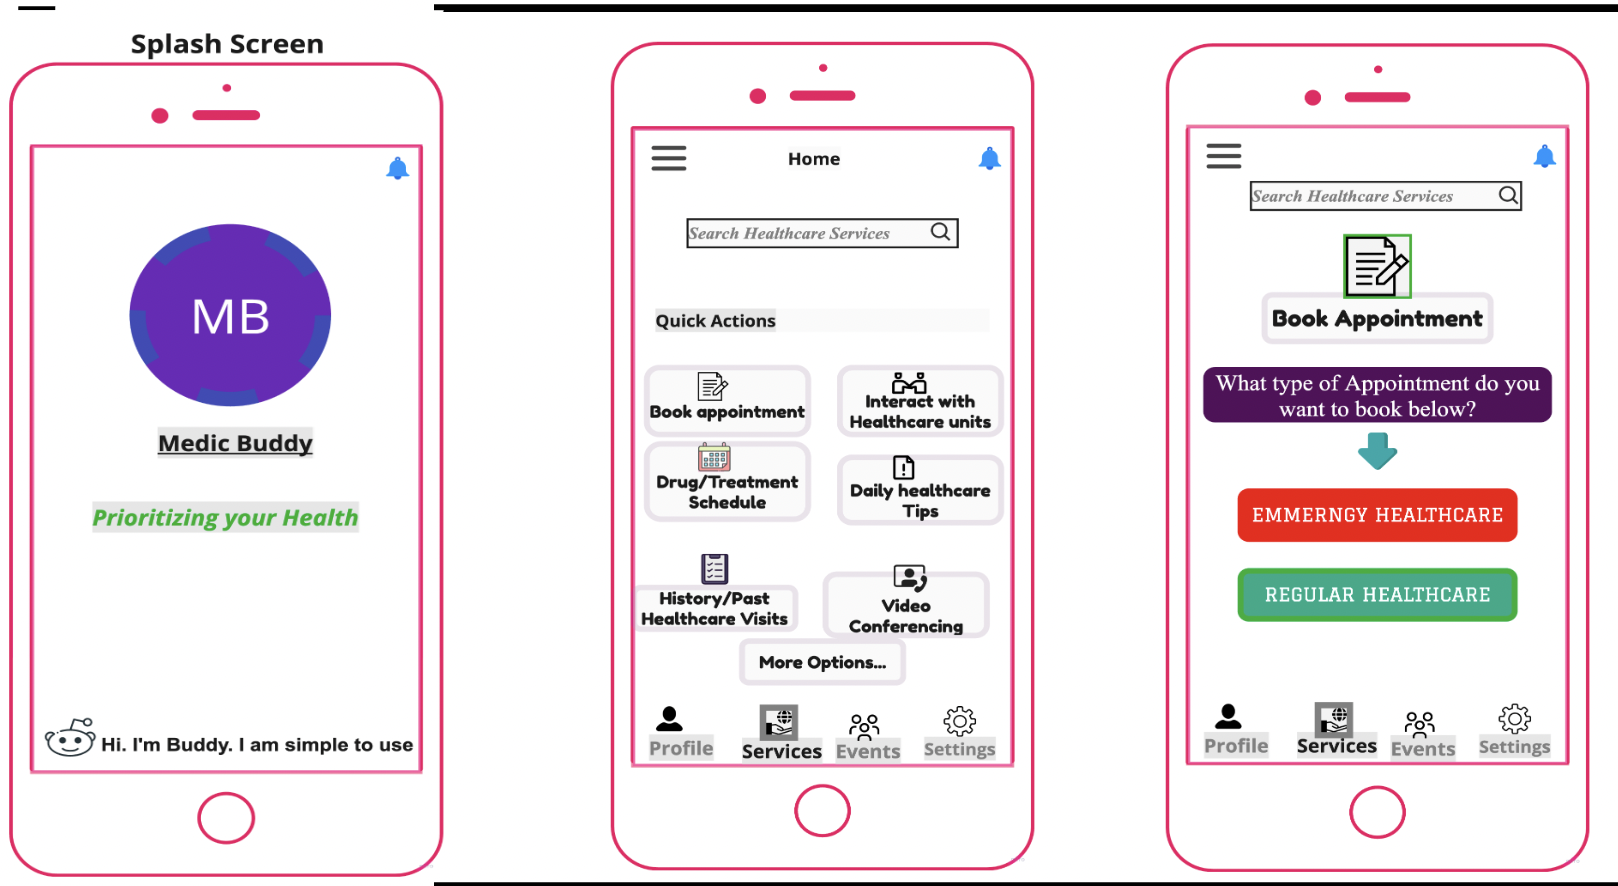 Splash Screen
MB
Medic Buddy
Prioritizing your Health
Hi. I'm Buddy. I am simple to use
Home
Search Healthcare Services
Quick Actions
Book appointment
Interact with
Healthcare units
Drug/Treatment
Schedule
Daily healthcare
Tips
History/Past
Healthcare Visits
Video
Conferencing
More Options...
Profile
Services
Events
Settings
Search Healthcare Services
Book Appointment
What type of Appointment do you
want to book below?
EMMERNGY HEALTHCARE
REGULAR HEALTHCARE
Profile
Services
Events
Settings